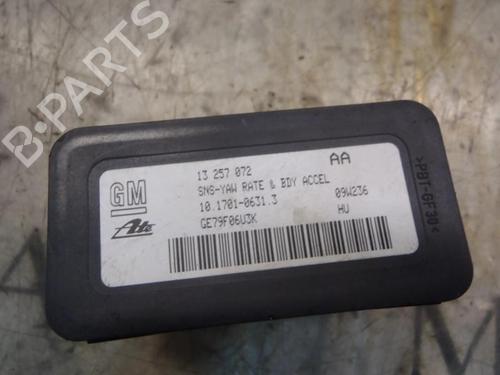 B-PARTS
GM
Ate
13 257 072 AA
SNS-YAW RATE & BDY ACCEL
10.1701-0631.3 09W236
GE79F06U3K HU
>PBT-GF30<